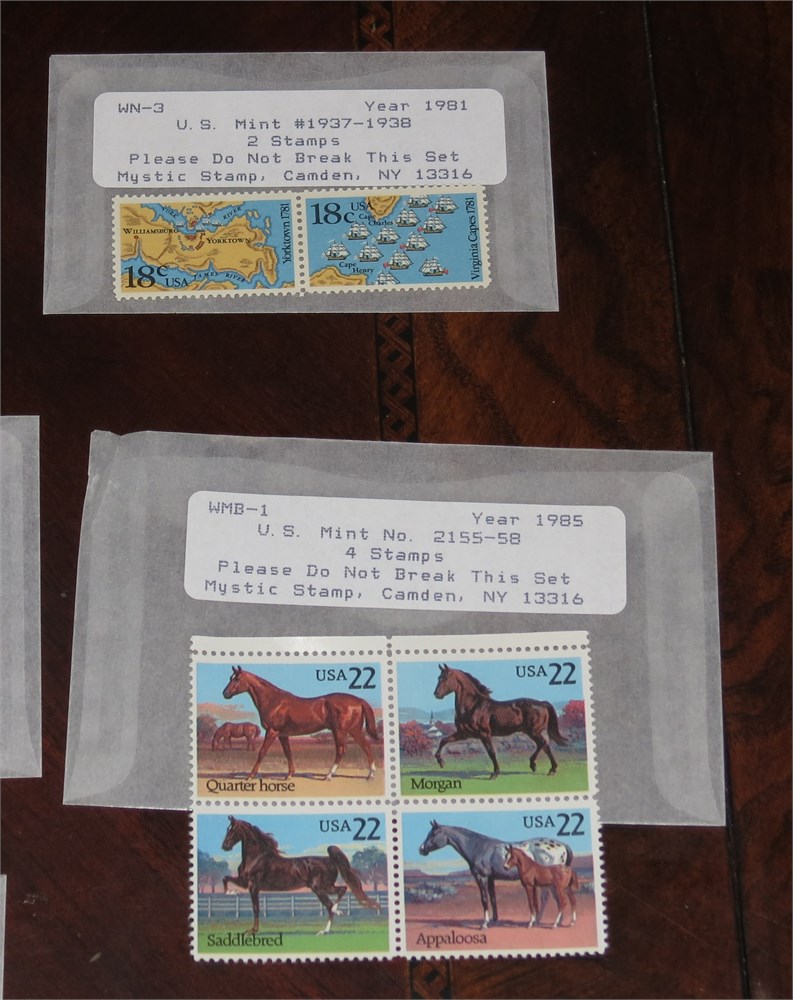 WN-3 Year 1981
U.S. Mint #1937-1938
2 Stamps
Please Do Not Break This Set
Mystic Stamp, Camden, NY 13316
YORK RIVER
WILLIAMSBURG
YORKTOWN
JAMES RIVER
18c
USA
Yorktown 1781
18c USA
Cape
Charles
Cape
Henry
Virginia Capes 1781
WMB-1 Year 1985
U.S. Mint No. 2155-58
4 Stamps
Please Do Not Break This Set
Mystic Stamp, Camden, NY 13316
USA 22
Quarter horse
USA 22
Morgan
USA 22
Saddlebred
USA 22
Appaloosa